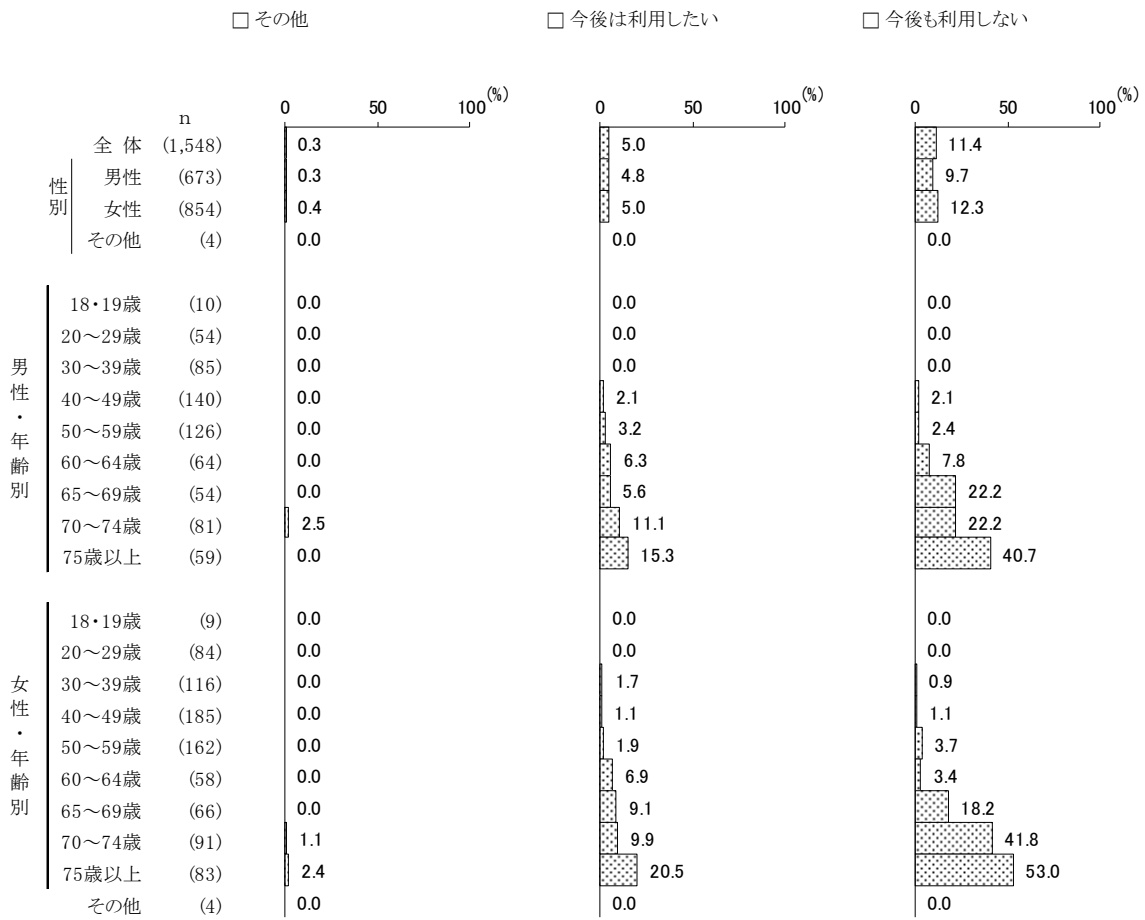 □ その他 □ 今後は利用したい □ 今後も利用しない
0 50 100(%) 0 50 100(%) 0 50 100(%)
n
全 体 (1,548) 0.3 5.0 11.4
性別
男性 (673) 0.3 4.8 9.7
女性 (854) 0.4 5.0 12.3
その他 (4) 0.0 0.0 0.0
男性・年齢別
18・19歳 (10) 0.0 0.0 0.0
20～29歳 (54) 0.0 0.0 0.0
30～39歳 (85) 0.0 0.0 0.0
40～49歳 (140) 0.0 2.1 2.1
50～59歳 (126) 0.0 3.2 2.4
60～64歳 (64) 0.0 6.3 7.8
65～69歳 (54) 0.0 5.6 22.2
70～74歳 (81) 2.5 11.1 22.2
75歳以上 (59) 0.0 15.3 40.7
女性・年齢別
18・19歳 (9) 0.0 0.0 0.0
20～29歳 (84) 0.0 0.0 0.0
30～39歳 (116) 0.0 1.7 0.9
40～49歳 (185) 0.0 1.1 1.1
50～59歳 (162) 0.0 1.9 3.7
60～64歳 (58) 0.0 6.9 3.4
65～69歳 (66) 0.0 9.1 18.2
70～74歳 (91) 1.1 9.9 41.8
75歳以上 (83) 2.4 20.5 53.0
その他 (4) 0.0 0.0 0.0